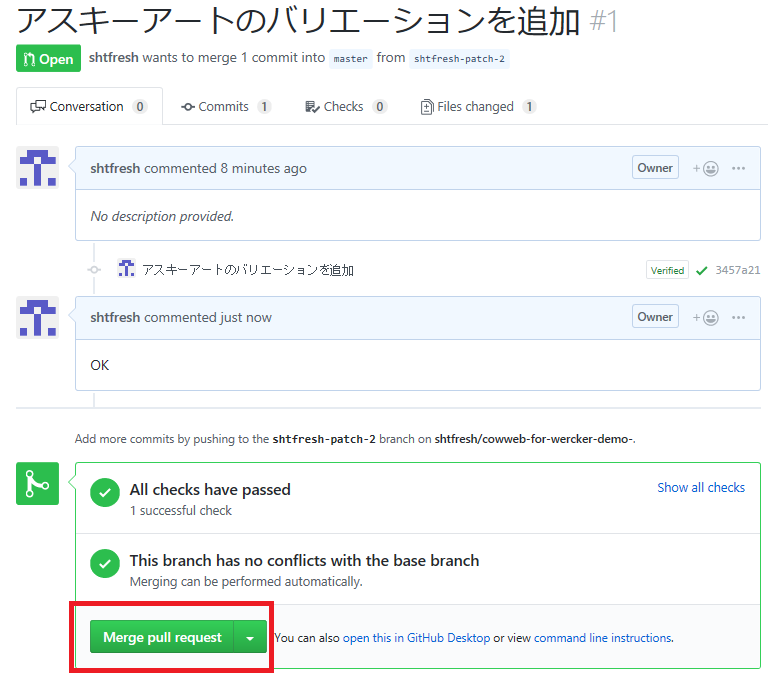 アスキーアートのバリエーションを追加 #1
Open shtfresh wants to merge 1 commit into master from shtfresh-patch-2
Conversation 0 Commits 1 Checks 0 Files changed 1
shtfresh commented 8 minutes ago Owner
No description provided.
アスキーアートのバリエーションを追加 Verified 3457a21
shtfresh commented just now Owner
OK
Add more commits by pushing to the shtfresh-patch-2 branch on shtfresh/cowweb-for-wercker-demo-.
All checks have passed Show all checks
1 successful check
This branch has no conflicts with the base branch
Merging can be performed automatically.
Merge pull request You can also open this in GitHub Desktop or view command line instructions.